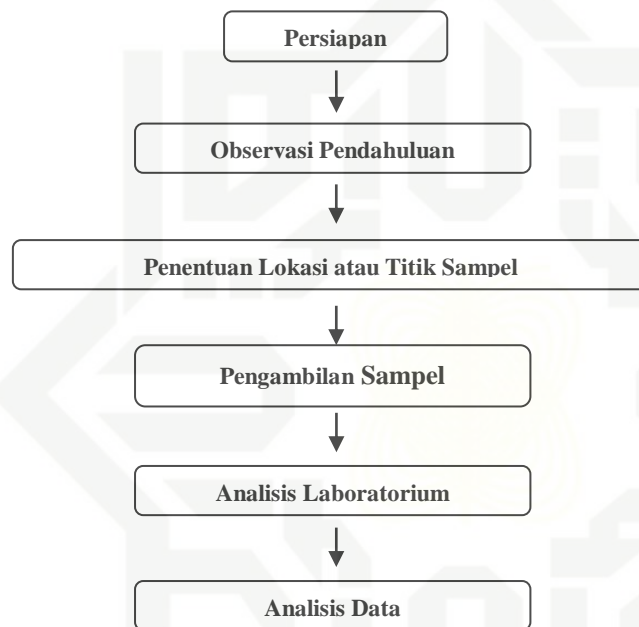 Persiapan
Observasi Pendahuluan
Penentuan Lokasi atau Titik Sampel
Pengambilan Sampel
Analisis Laboratorium
Analisis Data